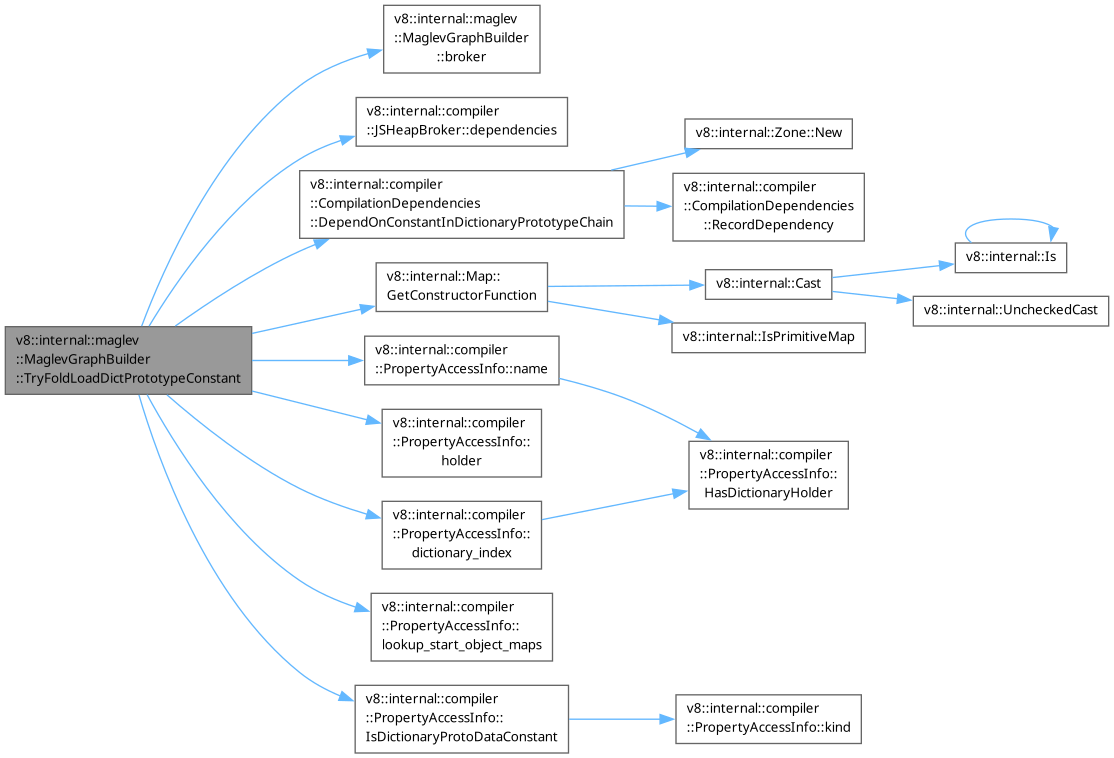 v8::internal::maglev
::MaglevGraphBuilder
::broker
v8::internal::compiler
::JSHeapBroker::dependencies
v8::internal::Zone::New
v8::internal::compiler
::CompilationDependencies
::DependOnConstantInDictionaryPrototypeChain
v8::internal::compiler
::CompilationDependencies
::RecordDependency
v8::internal::Is
v8::internal::Map::
GetConstructorFunction
v8::internal::Cast
v8::internal::UncheckedCast
v8::internal::IsPrimitiveMap
v8::internal::maglev
::MaglevGraphBuilder
::TryFoldLoadDictPrototypeConstant
v8::internal::compiler
::PropertyAccessInfo::name
v8::internal::compiler
::PropertyAccessInfo::
holder
v8::internal::compiler
::PropertyAccessInfo::
HasDictionaryHolder
v8::internal::compiler
::PropertyAccessInfo::
dictionary_index
v8::internal::compiler
::PropertyAccessInfo::
lookup_start_object_maps
v8::internal::compiler
::PropertyAccessInfo::
IsDictionaryProtoDataConstant
v8::internal::compiler
::PropertyAccessInfo::kind